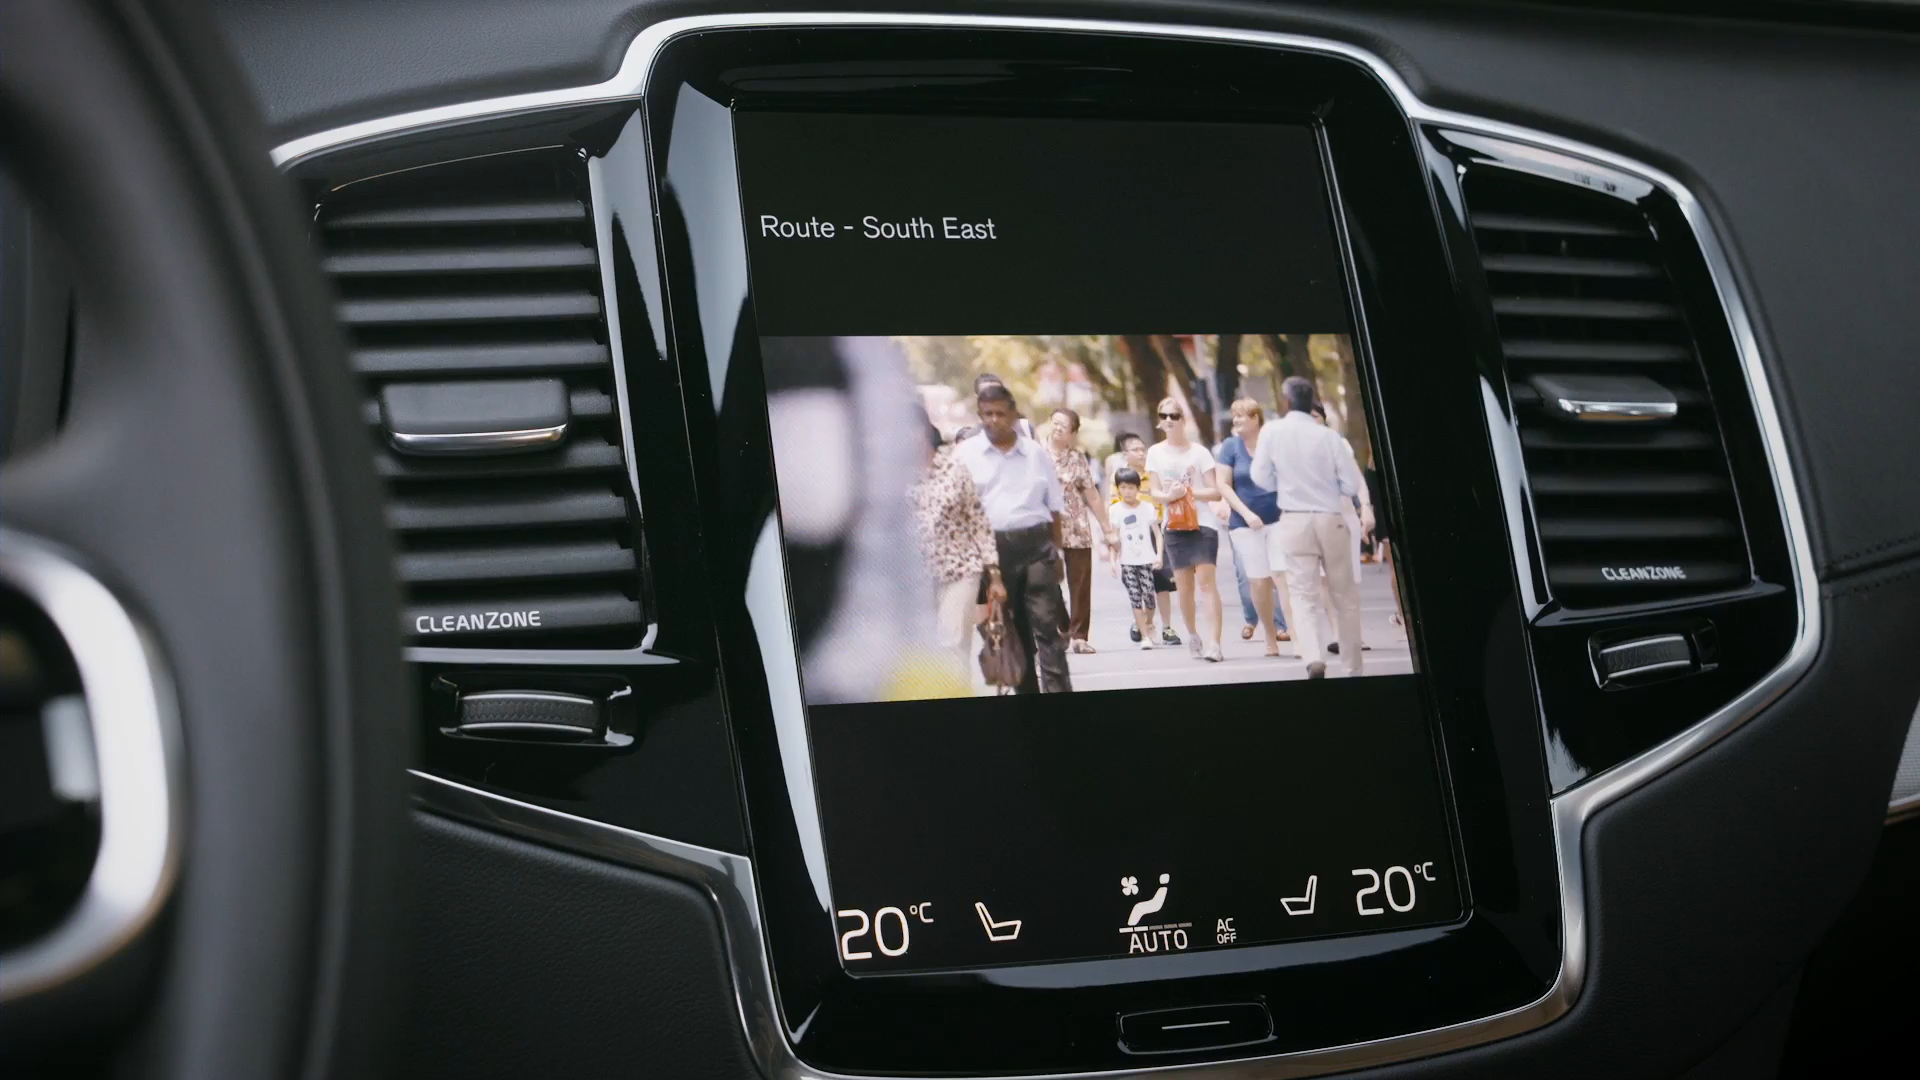 Route - South East
CLEANZONE
CLEANZONE
20°C
AUTO
AC
OFF
20°C